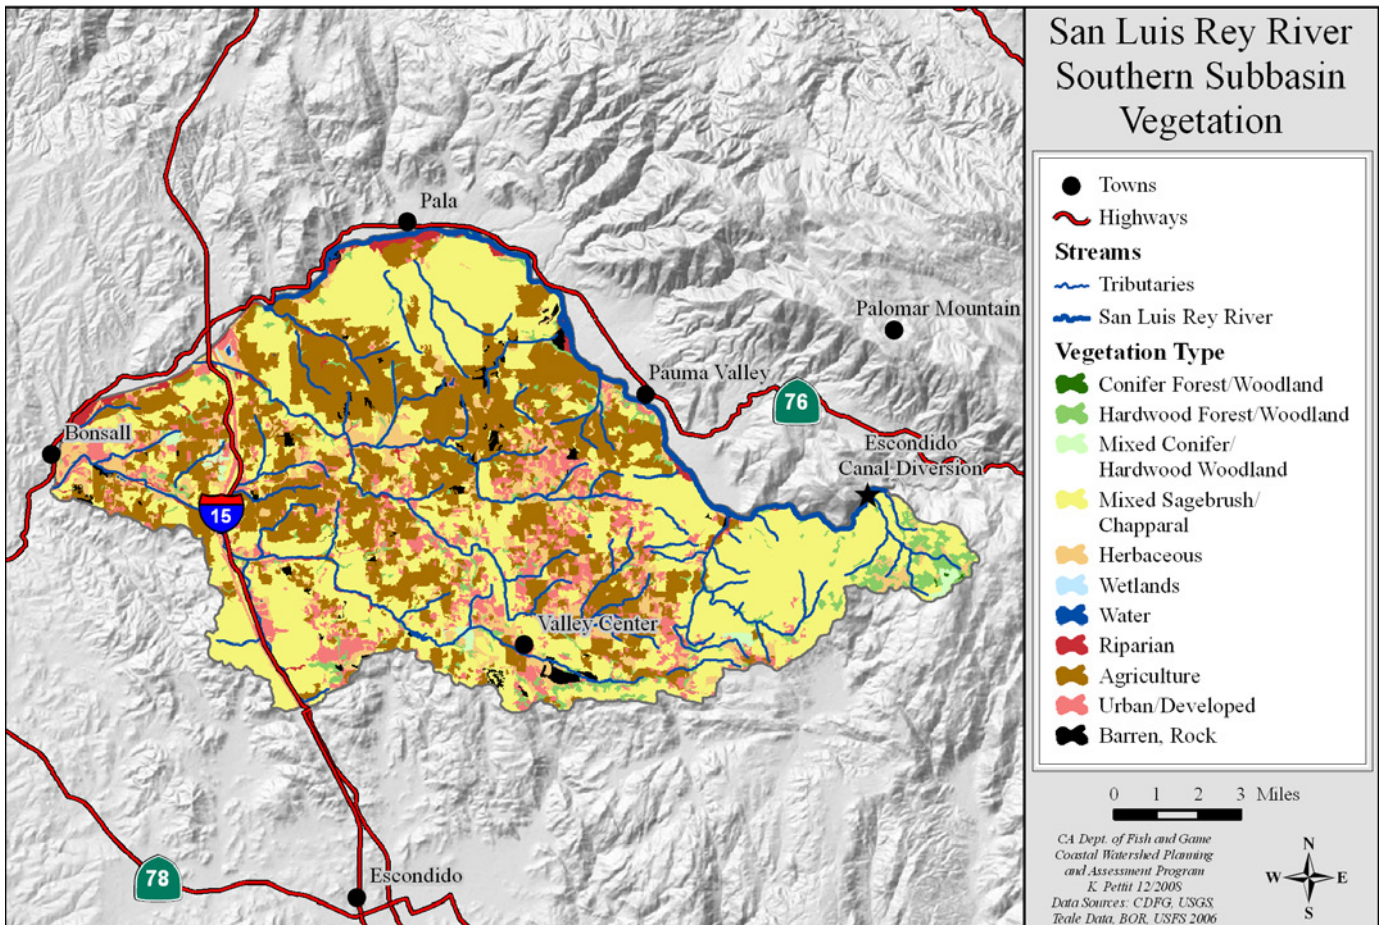 San Luis Rey River
Southern Subbasin
Vegetation
Towns
Highways
Streams
Tributaries
San Luis Rey River
Vegetation Type
Conifer Forest/Woodland
Hardwood Forest/Woodland
Mixed Conifer/
Hardwood Woodland
Mixed Sagebrush/
Chapparal
Herbaceous
Wetlands
Water
Riparian
Agriculture
Urban/Developed
Barren, Rock
0 1 2 3 Miles
CA Dept. of Fish and Game
Coastal Watershed Planning
and Assessment Program
K. Pettit 12/2008
Data Sources: CDFG, USGS,
Teale Data, BOR, USFS 2006
N
W E
S
Pala
Palomar Mountain
Pauma Valley
76
Bonsall
Escondido
Canal Diversion
15
Valley Center
78
Escondido